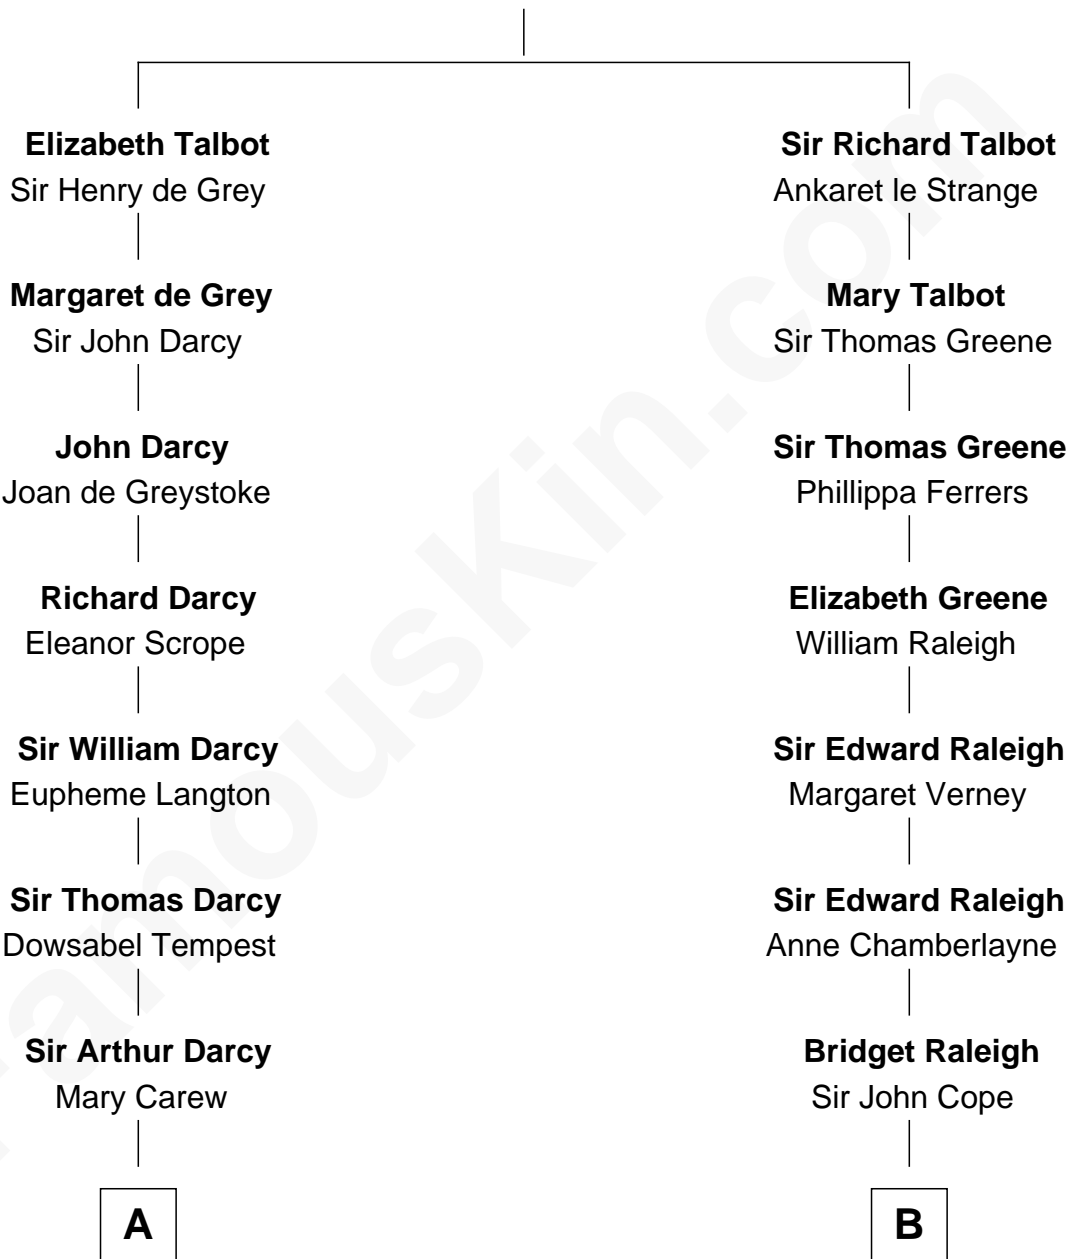 Elizabeth Talbot
Sir Henry de Grey
Margaret de Grey
Sir John Darcy
John Darcy
Joan de Greystoke
Richard Darcy
Eleanor Scrope
Sir William Darcy
Eupheme Langton
Sir Thomas Darcy
Dowsabel Tempest
Sir Arthur Darcy
Mary Carew
A
Sir Richard Talbot
Ankaret le Strange
Mary Talbot
Sir Thomas Greene
Sir Thomas Greene
Phillippa Ferrers
Elizabeth Greene
William Raleigh
Sir Edward Raleigh
Margaret Verney
Sir Edward Raleigh
Anne Chamberlayne
Bridget Raleigh
Sir John Cope
B
FamousKin.com